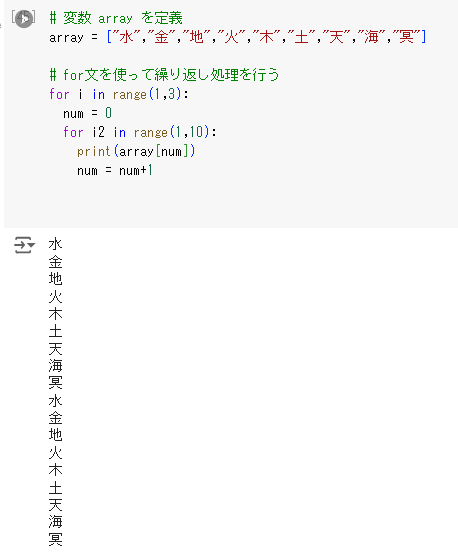 # 変数 array を定義
array = ["水","金","地","火","木","土","天","海","冥"]
# for文を使って繰り返し処理を行う
for i in range(1,3):
  num = 0
  for i2 in range(1,10):
    print(array[num])
    num = num+1
水
金
地
火
木
土
天
海
冥
水
金
地
火
木
土
天
海
冥